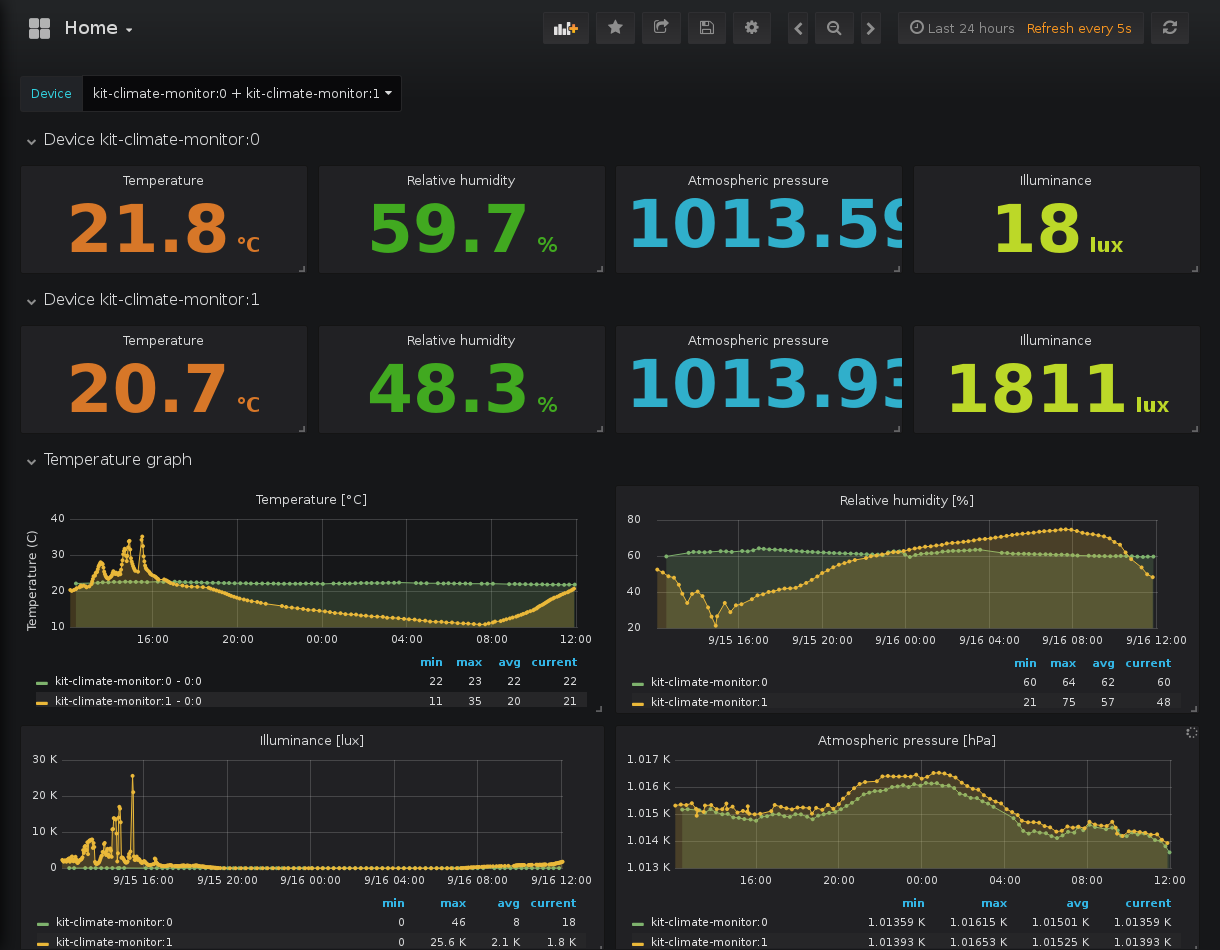 Home
Last 24 hours Refresh every 5s
Device kit-climate-monitor:0 + kit-climate-monitor:1
Device kit-climate-monitor:0
Temperature Relative humidity Atmospheric pressure Illuminance
21.8 °C 59.7 % 1013.59 18 lux
Device kit-climate-monitor:1
Temperature Relative humidity Atmospheric pressure Illuminance
20.7 °C 48.3 % 1013.93 1811 lux
Temperature graph
Temperature [°C]
Temperature (C)
40
30
20
10
16:00 20:00 00:00 04:00 08:00 12:00
min max avg current
kit-climate-monitor:0 - 0:0 22 23 22 22
kit-climate-monitor:1 - 0:0 11 35 20 21
Relative humidity [%]
80
60
40
20
9/15 16:00 9/15 20:00 9/16 00:00 9/16 04:00 9/16 08:00 9/16 12:00
min max avg current
kit-climate-monitor:0 60 64 62 60
kit-climate-monitor:1 21 75 57 48
Illuminance [lux]
30 K
20 K
10 K
0
9/15 16:00 9/15 20:00 9/16 00:00 9/16 04:00 9/16 08:00 9/16 12:00
min max avg current
kit-climate-monitor:0 0 46 8 18
kit-climate-monitor:1 0 25.6 K 2.1 K 1.8 K
Atmospheric pressure [hPa]
1.017 K
1.016 K
1.015 K
1.014 K
1.013 K
16:00 20:00 00:00 04:00 08:00 12:00
min max avg current
kit-climate-monitor:0 1.01359 K 1.01615 K 1.01501 K 1.01359 K
kit-climate-monitor:1 1.01393 K 1.01653 K 1.01525 K 1.01393 K